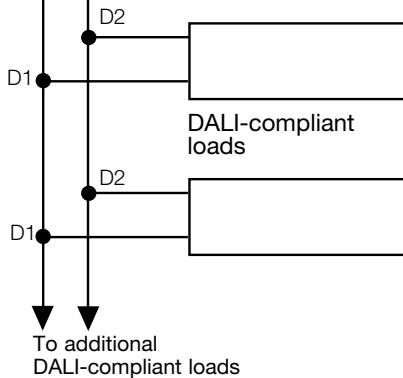 D2
D1
DALI-compliant
loads
D2
D1
To additional
DALI-compliant loads